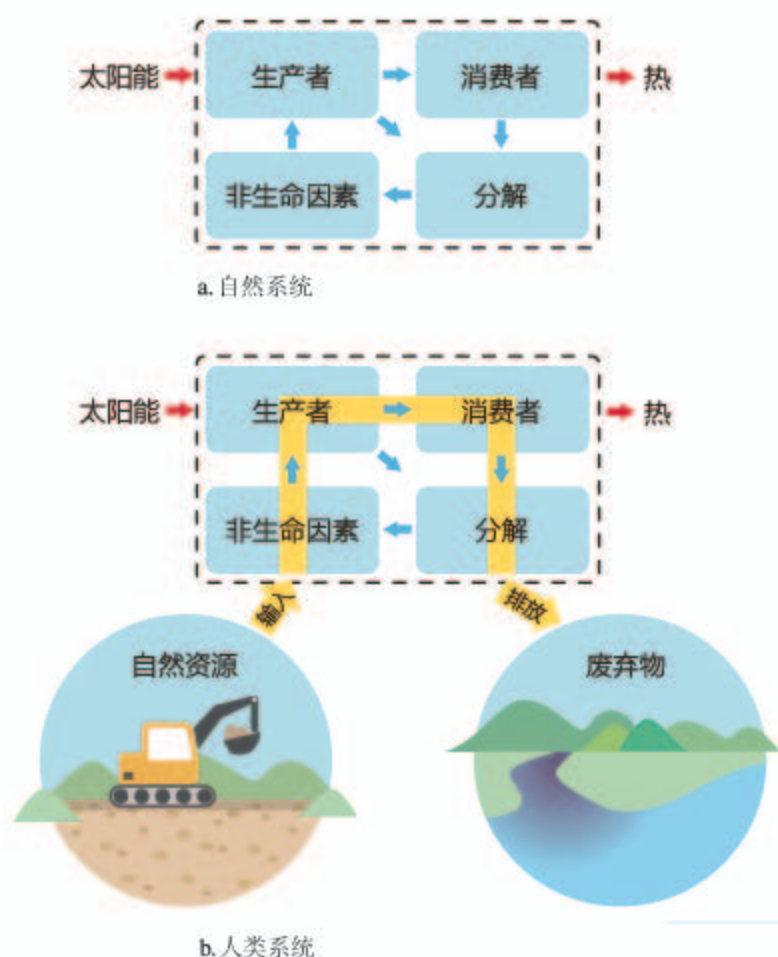 太阳能 生产者 消费者 热
非生命因素 分解
a. 自然系统
太阳能 生产者 消费者 热
非生命因素 分解
输入 排放
自然资源 废弃物
b. 人类系统